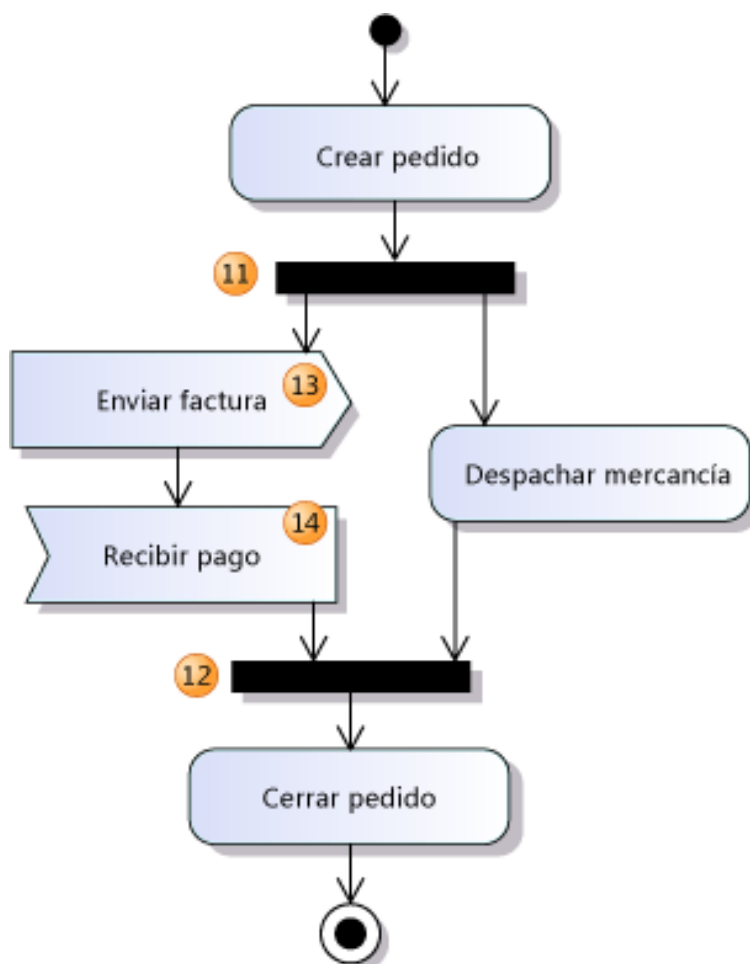 Crear pedido
11
13
Enviar factura
Despachar mercancía
14
Recibir pago
12
Cerrar pedido